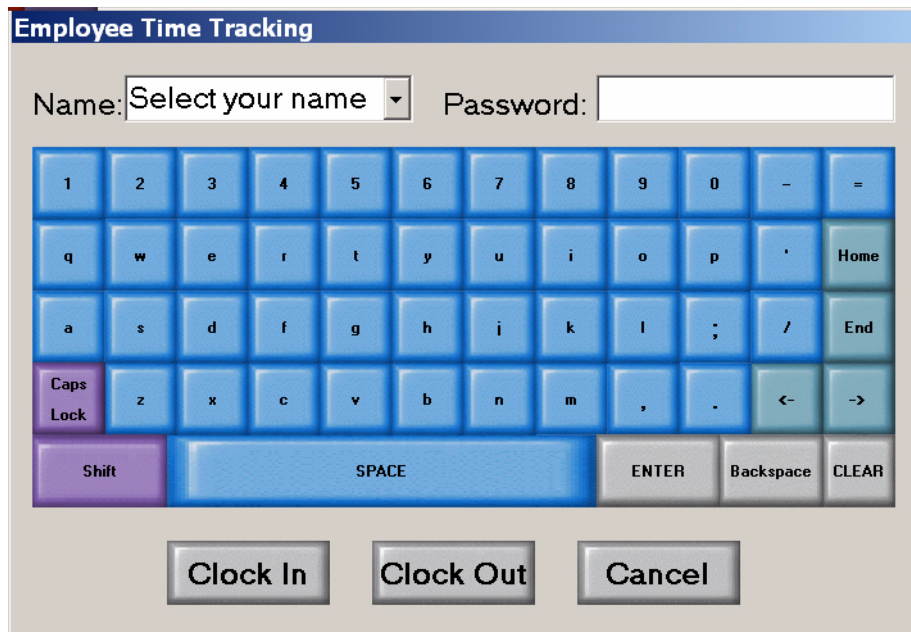 Employee Time Tracking
Name: Select your name Password:
1 2 3 4 5 6 7 8 9 0 - =
q w e r t y u i o p ' Home
a s d f g h j k l ; / End
Caps Lock z x c v b n m , . <- ->
Shift SPACE ENTER Backspace CLEAR
Clock In Clock Out Cancel